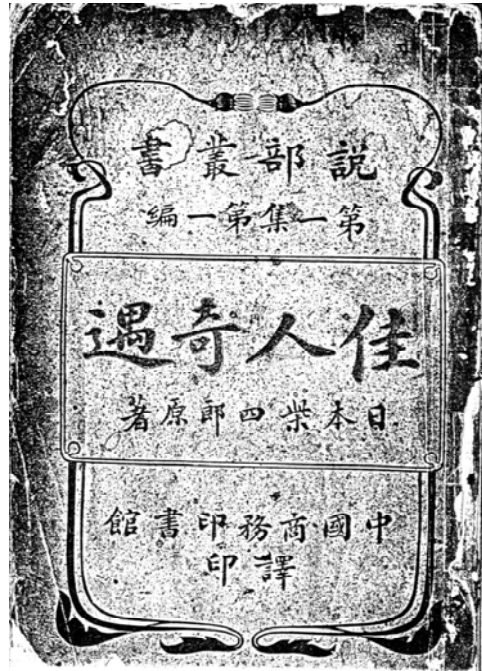 說部叢書
第一集第一編
佳人奇遇
日本柴四郎原著
中國商務印書館
譯印